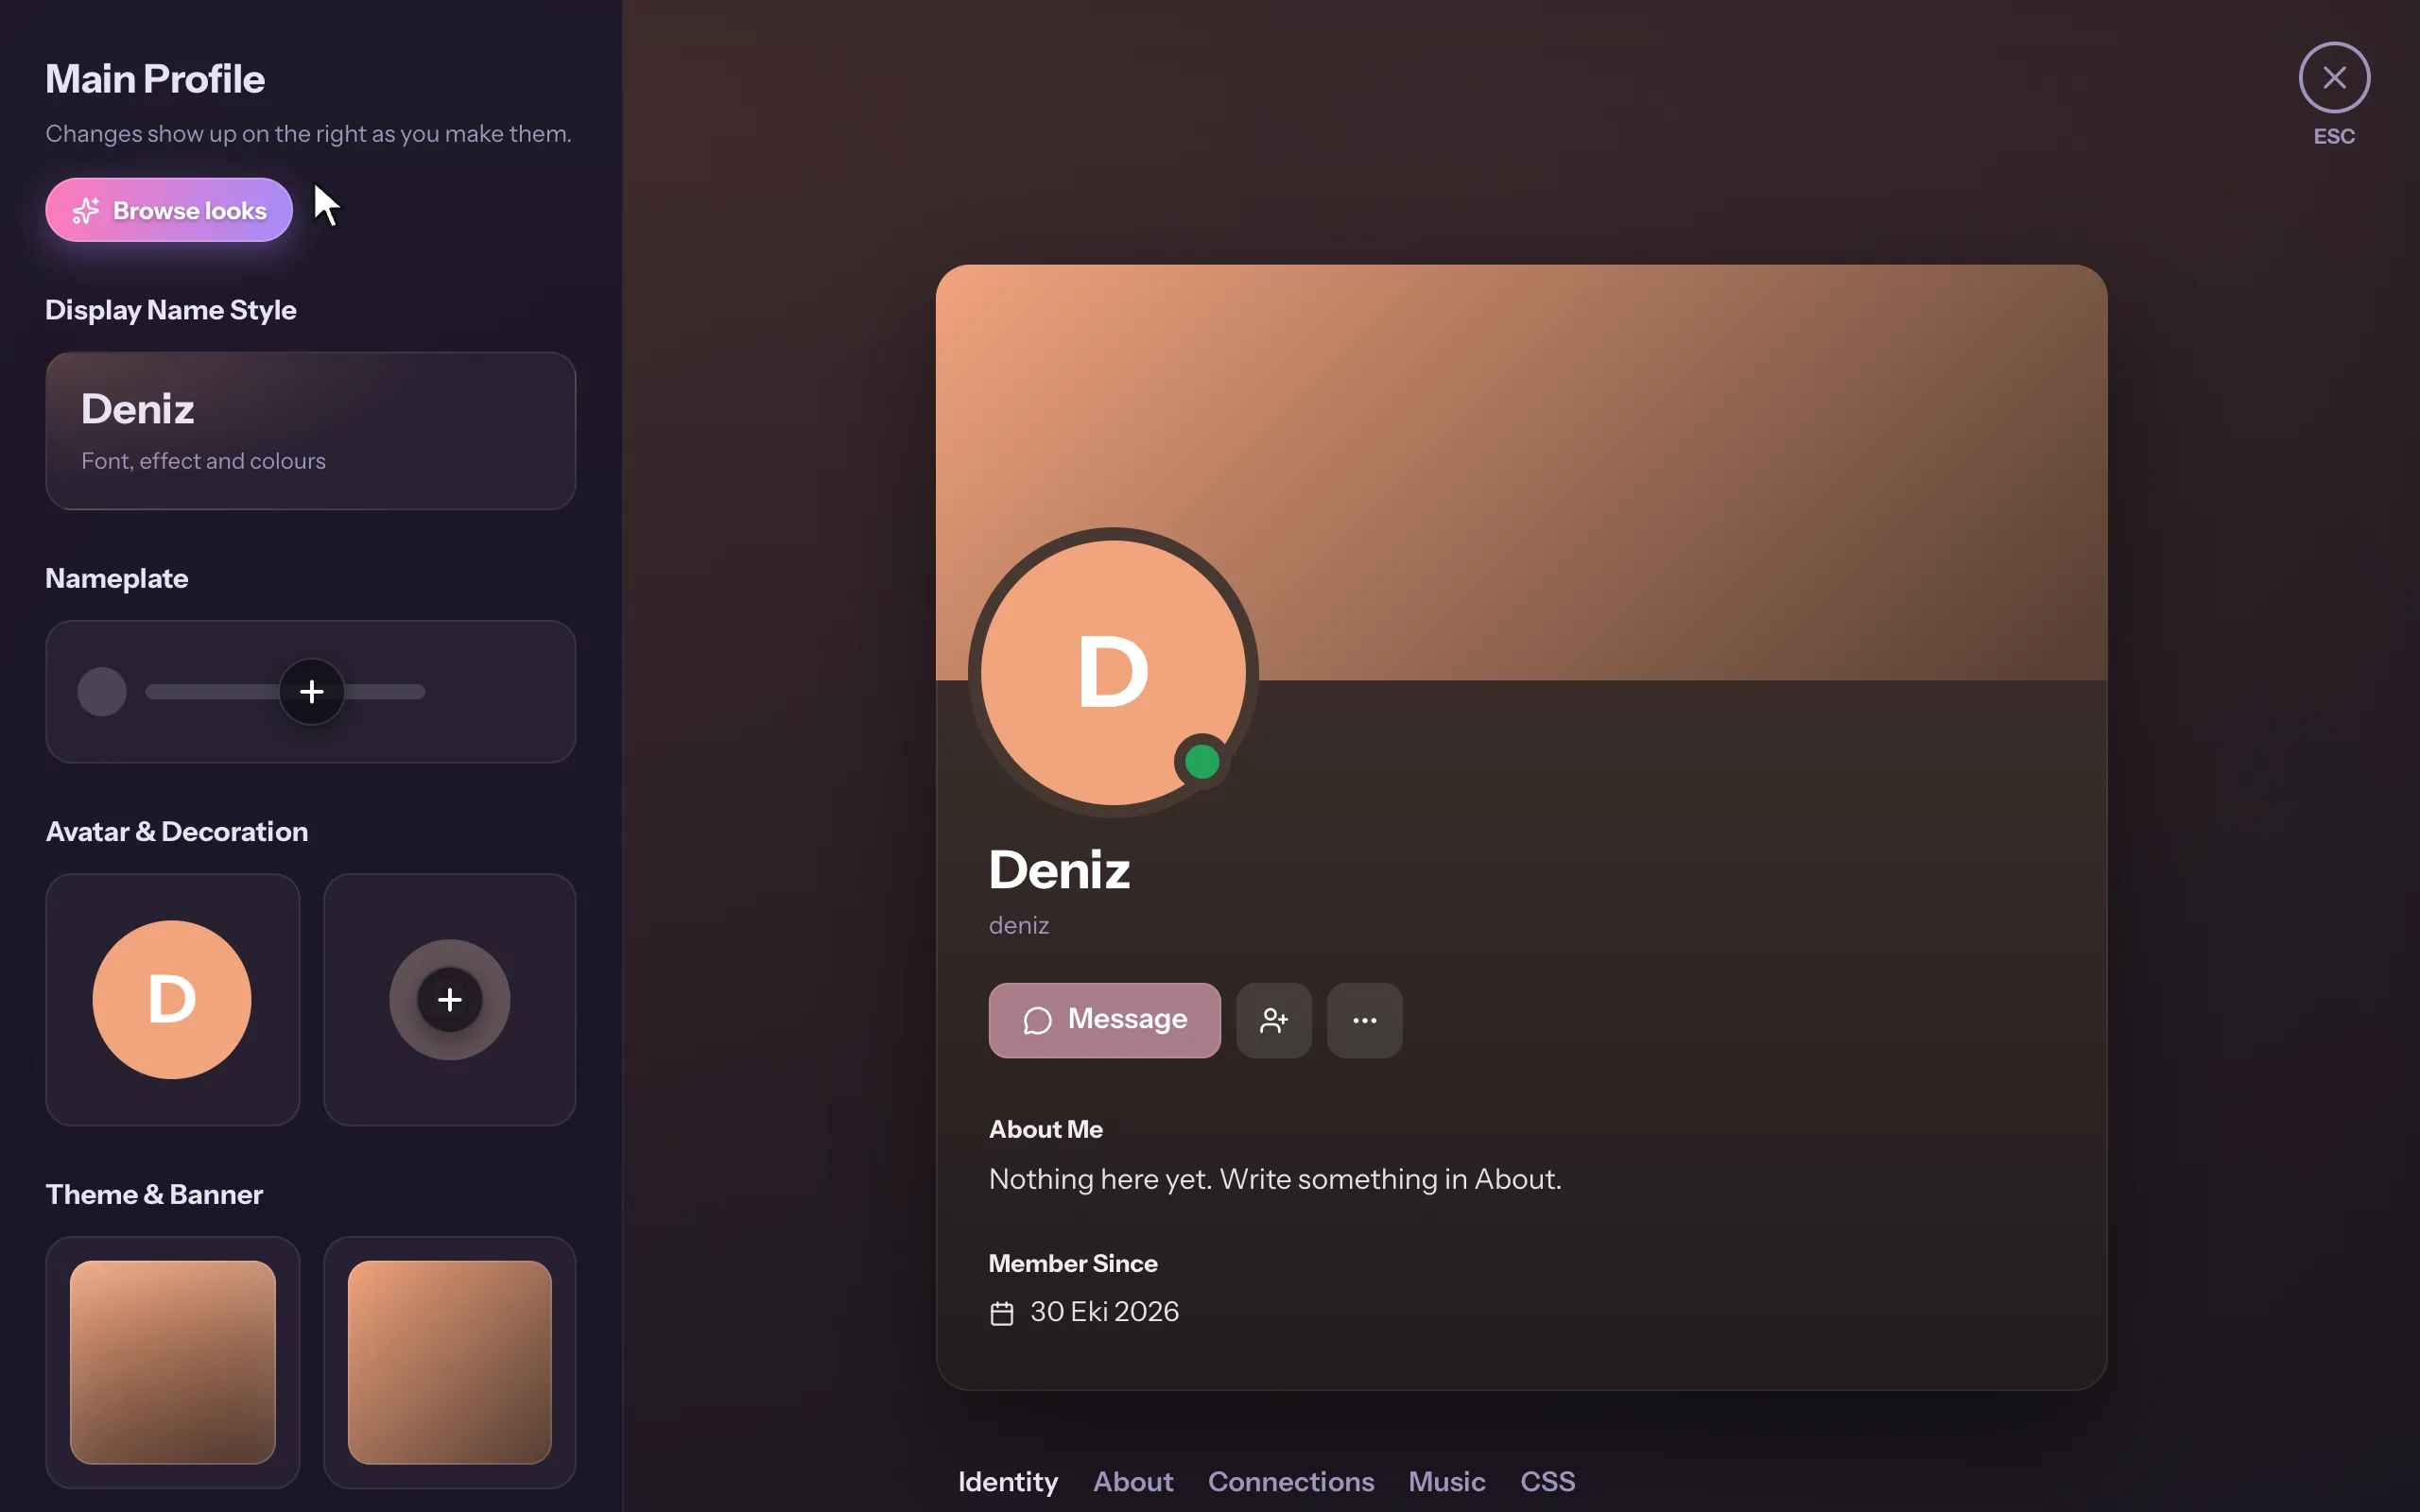 Main Profile
Changes show up on the right as you make them.
Browse looks
Display Name Style
Deniz
Font, effect and colours
Nameplate
Avatar & Decoration
D
Theme & Banner
ESC
D
Deniz
deniz
Message
About Me
Nothing here yet. Write something in About.
Member Since
30 Eki 2026
Identity About Connections Music CSS